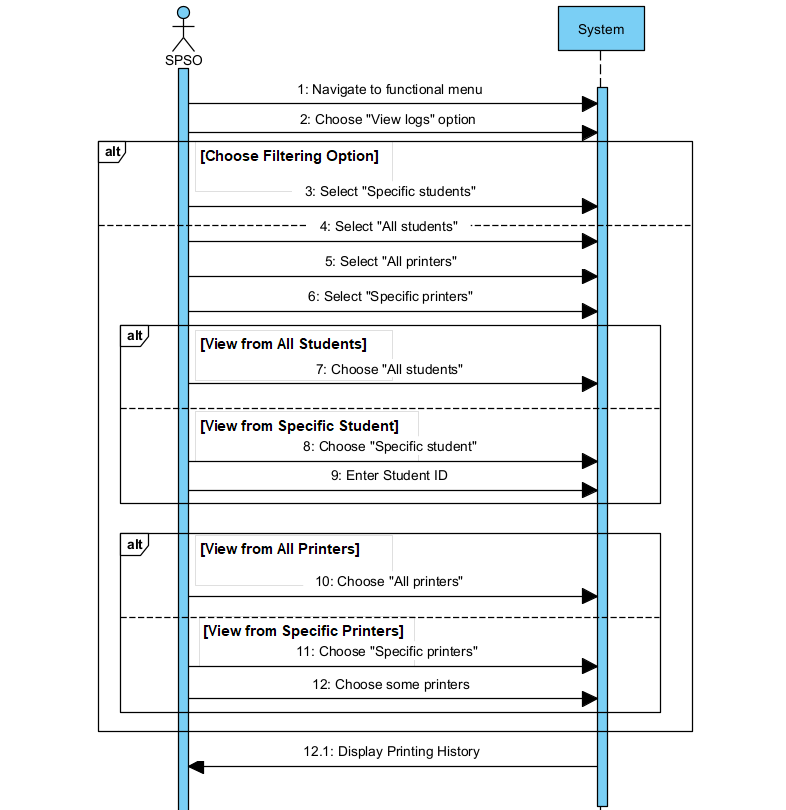 System
SPSO
1: Navigate to functional menu
2: Choose "View logs" option
alt
[Choose Filtering Option]
3: Select "Specific students"
4: Select "All students"
5: Select "All printers"
6: Select "Specific printers"
alt
[View from All Students]
7: Choose "All students"
[View from Specific Student]
8: Choose "Specific student"
9: Enter Student ID
alt
[View from All Printers]
10: Choose "All printers"
[View from Specific Printers]
11: Choose "Specific printers"
12: Choose some printers
12.1: Display Printing History